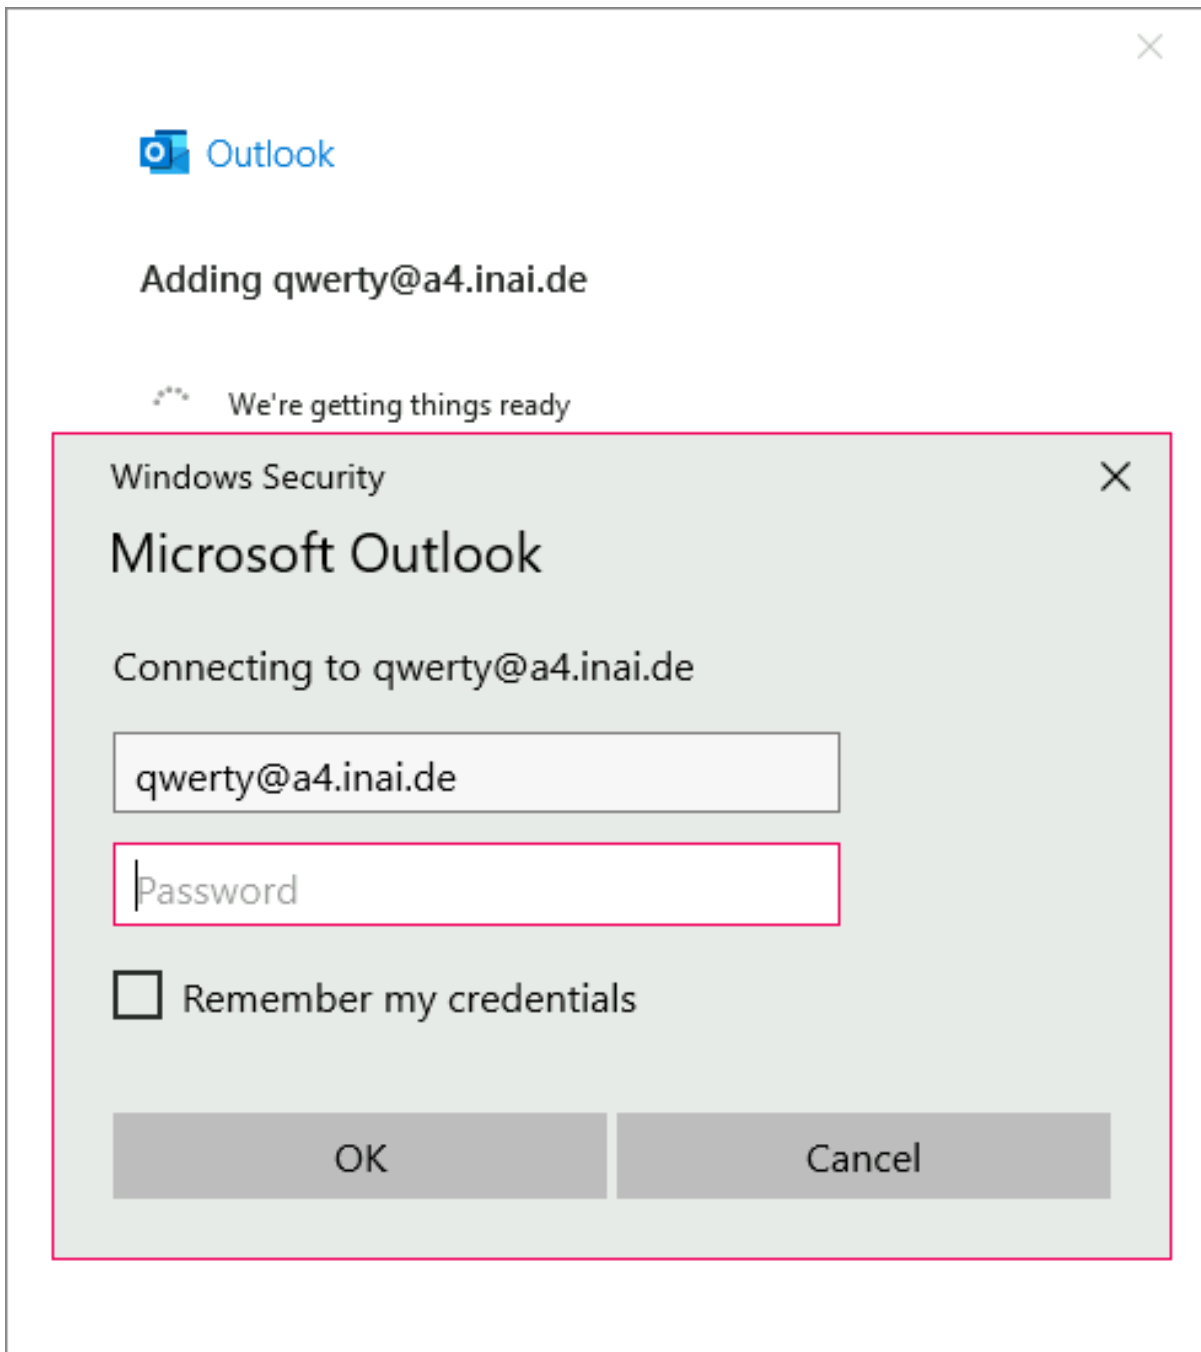 Outlook
Adding qwerty@a4.inai.de
We're getting things ready
Windows Security
Microsoft Outlook
Connecting to qwerty@a4.inai.de
qwerty@a4.inai.de
Password
Remember my credentials
OK
Cancel